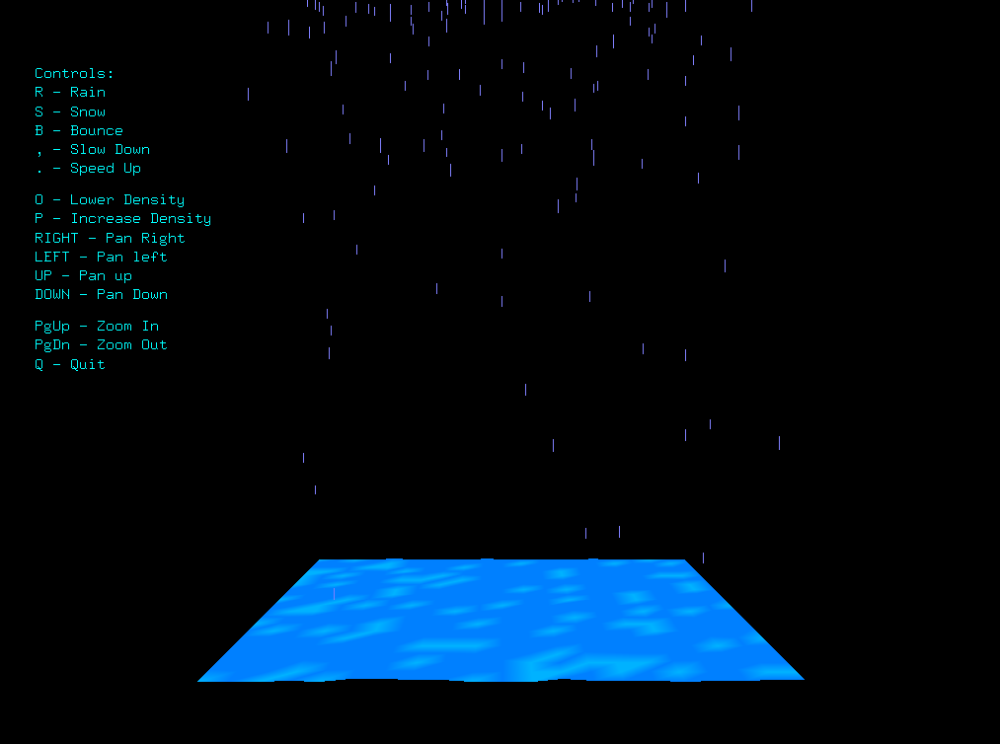 Controls:
R - Rain
S - Snow
B - Bounce
, - Slow Down
. - Speed Up
O - Lower Density
P - Increase Density
RIGHT - Pan Right
LEFT - Pan left
UP - Pan up
DOWN - Pan Down
PgUp - Zoom In
PgDn - Zoom Out
Q - Quit